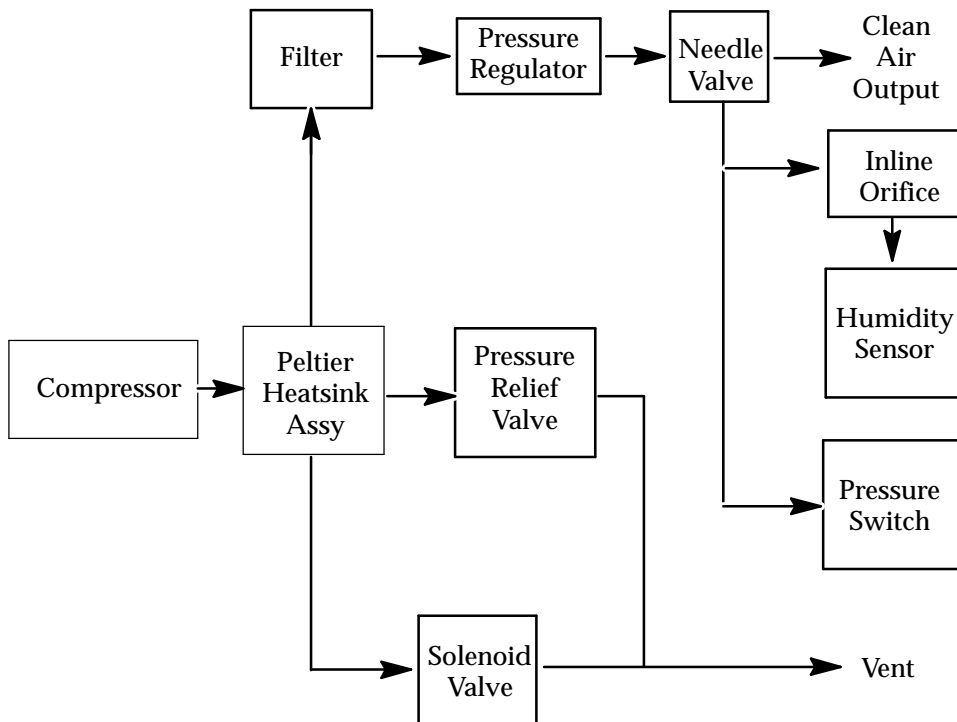 Filter
Pressure
Regulator
Needle
Valve
Clean
Air
Output
Inline
Orifice
Humidity
Sensor
Compressor
Peltier
Heatsink
Assy
Pressure
Relief
Valve
Pressure
Switch
Solenoid
Valve
Vent